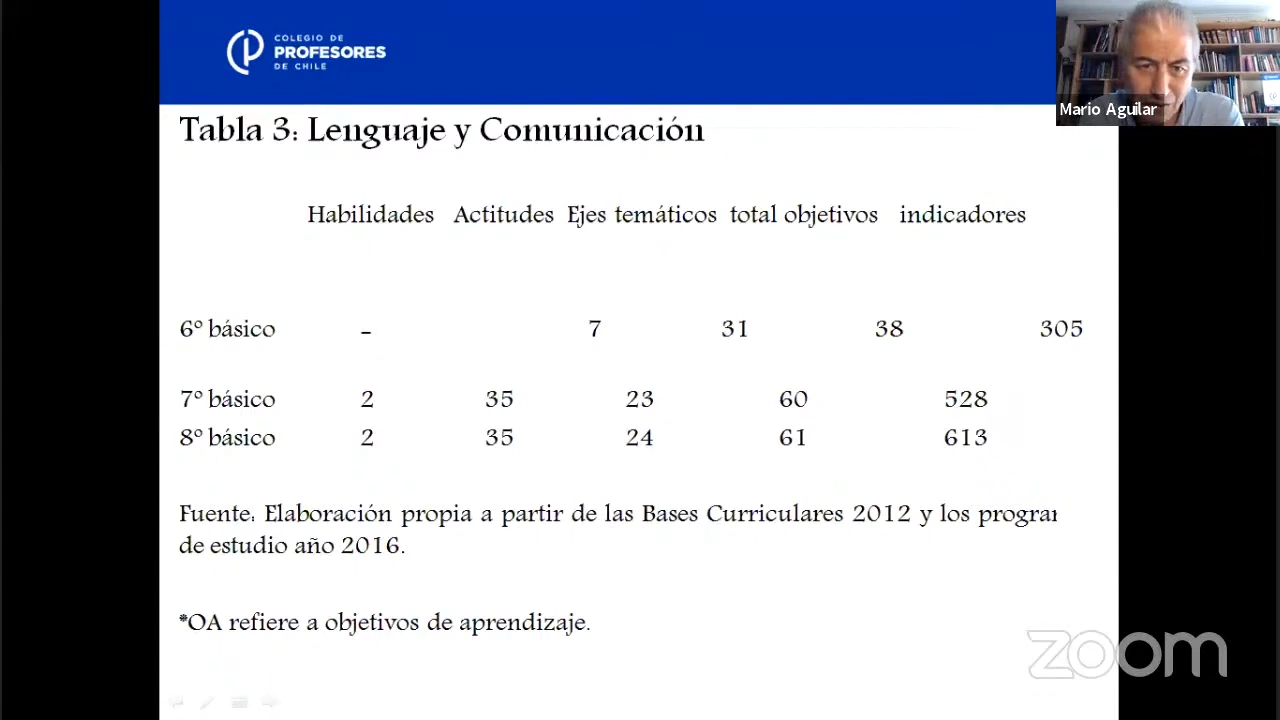 COLEGIO DE
PROFESORES
DE CHILE
Mario Aguilar
Tabla 3: Lenguaje y Comunicación
Habilidades Actitudes Ejes temáticos total objetivos indicadores
6º básico - 7 31 38 305
7º básico 2 35 23 60 528
8º básico 2 35 24 61 613
Fuente: Elaboración propia a partir de las Bases Curriculares 2012 y los prograr
de estudio año 2016.
*OA refiere a objetivos de aprendizaje.
zoom